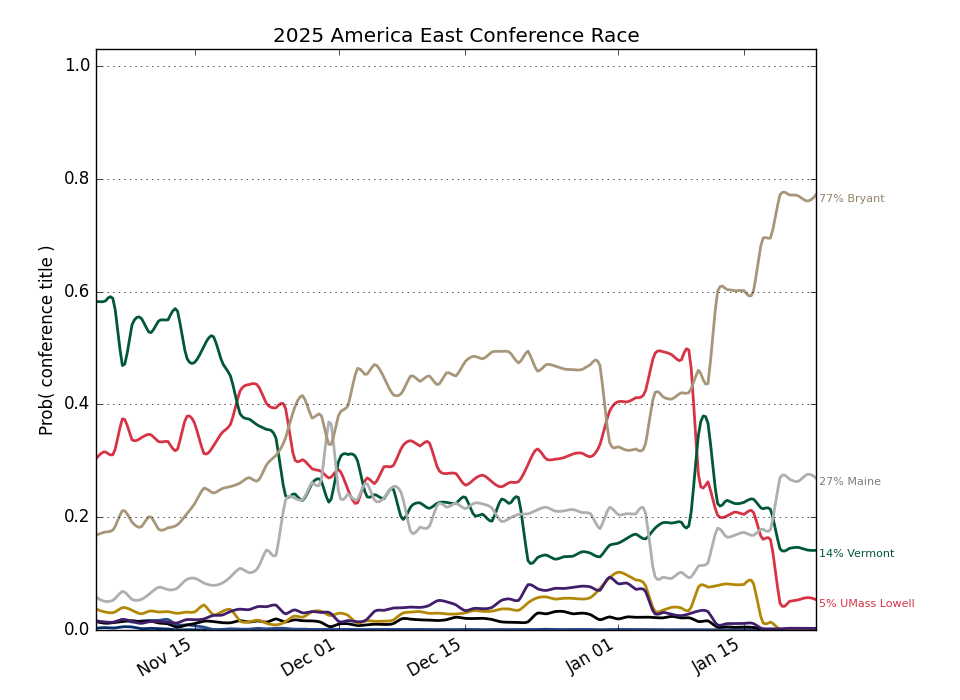 2025 America East Conference Race
1.0
0.8
0.6
0.4
0.2
0.0
Prob( conference title )
77% Bryant
27% Maine
14% Vermont
5% UMass Lowell
Nov 15
Dec 01
Dec 15
Jan 01
Jan 15